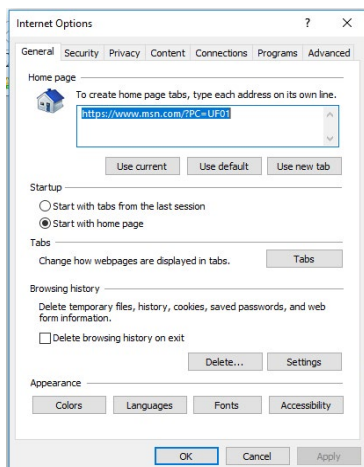 Internet Options ? X
General Security Privacy Content Connections Programs Advanced
Home page
To create home page tabs, type each address on its own line.
https://www.msn.com/?PC=UF01
Use current Use default Use new tab
Startup
Start with tabs from the last session
Start with home page
Tabs
Change how webpages are displayed in tabs. Tabs
Browsing history
Delete temporary files, history, cookies, saved passwords, and web
form information.
Delete browsing history on exit
Delete... Settings
Appearance
Colors Languages Fonts Accessibility
OK Cancel Apply